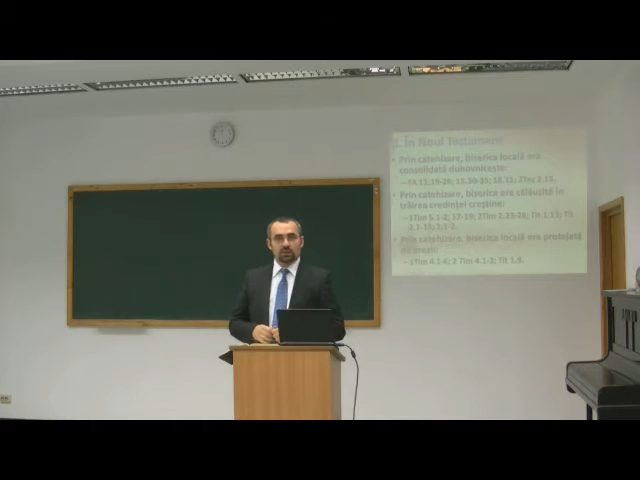 I. În Noul Testament
• Prin catehizare, biserica locală era
consolidată duhovnicește:
– FA 11.19-26; 15.30-35; 18.11; 2Tes 2.15.
• Prin catehizare, biserica era călăuzită în
trăirea credinței creștine:
– 1Tim 5.1-2; 17-19; 2Tim 2.23-26; Tit 1.13; Tit
2.1-15; 3.1-2.
• Prin catehizare, biserica locală era protejată
de erezii:
– 1Tim 4.1-6; 2 Tim 4.1-3; Tit 1.9.